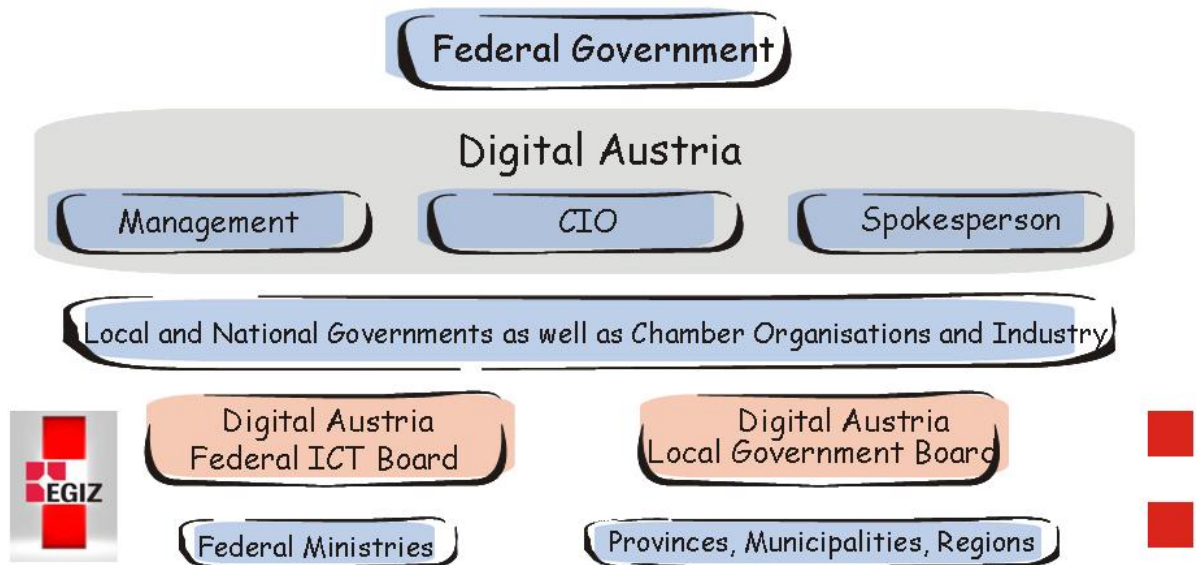 Federal Government
Digital Austria
Management
CIO
Spokesperson
Local and National Governments as well as Chamber Organisations and Industry
Digital Austria
Federal ICT Board
Digital Austria
Local Government Board
EGIZ
Federal Ministries
Provinces, Municipalities, Regions